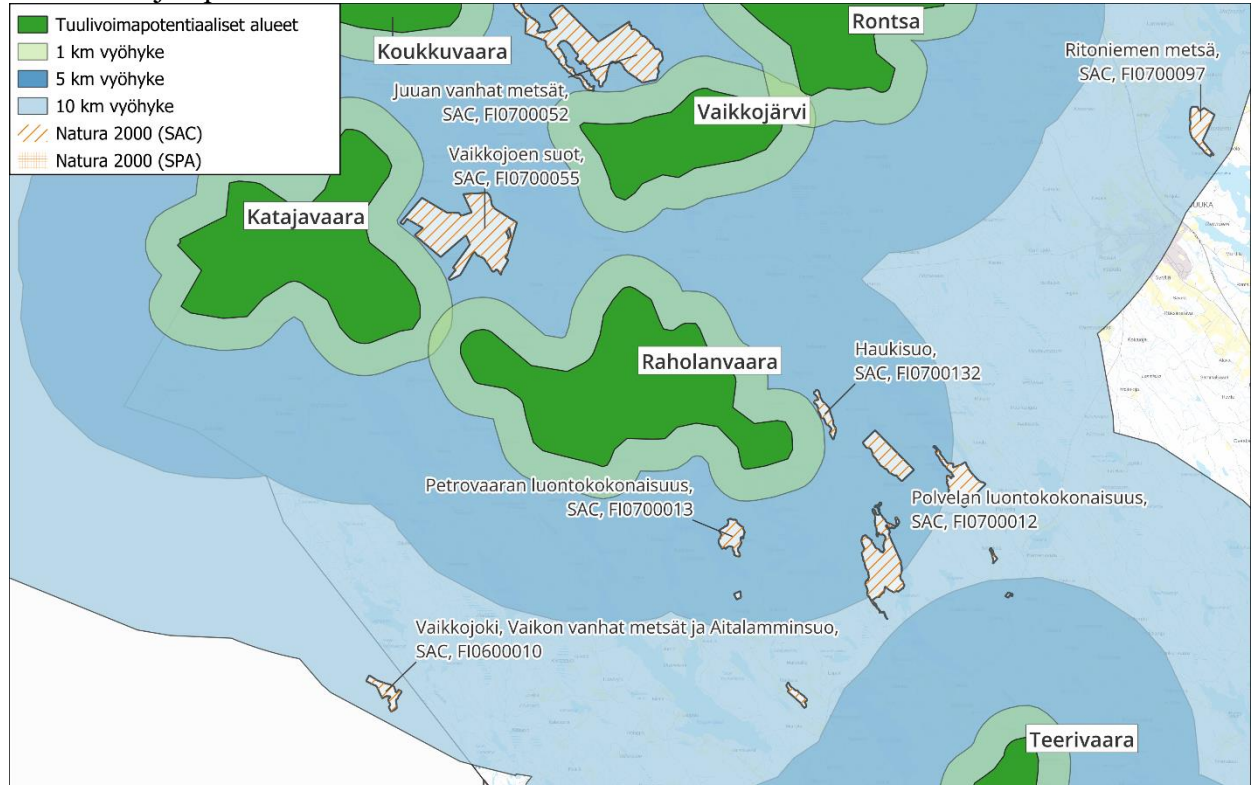 Tuulivoimapotentiaaliset alueet
1 km vyöhyke
5 km vyöhyke
10 km vyöhyke
Natura 2000 (SAC)
Natura 2000 (SPA)
Koukkuvaara
Rontsa
Ritoniemen metsä,
SAC, FI0700097
Juuan vanhat metsät,
SAC, FI0700052
Vaikkojärvi
Vaikkojoen suot,
SAC, FI0700055
Katajavaara
Raholanvaara
Haukisuo,
SAC, FI0700132
Petrovaaran luontokokonaisuus,
SAC, FI0700013
Polvelan luontokokonaisuus,
SAC, FI0700012
Vaikkojoki, Vaikon vanhat metsät ja Aitalamminsuo,
SAC, FI0600010
Teerivaara